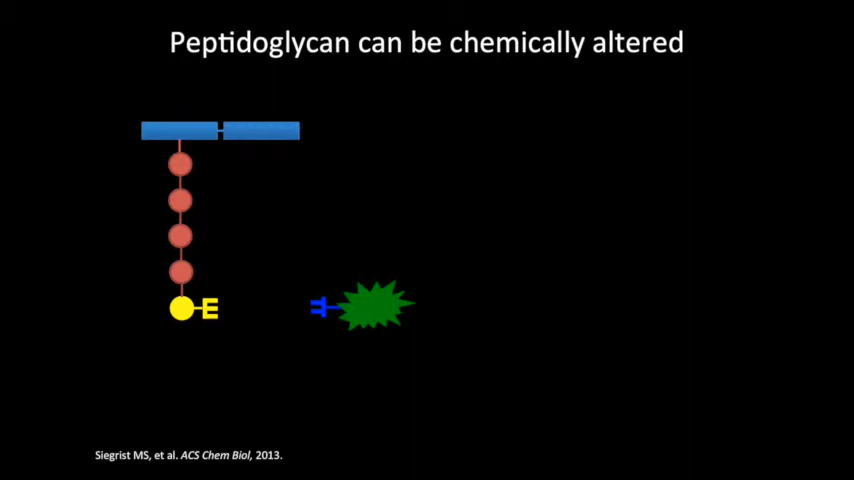 Peptidoglycan can be chemically altered
Siegrist MS, et al. ACS Chem Biol, 2013.